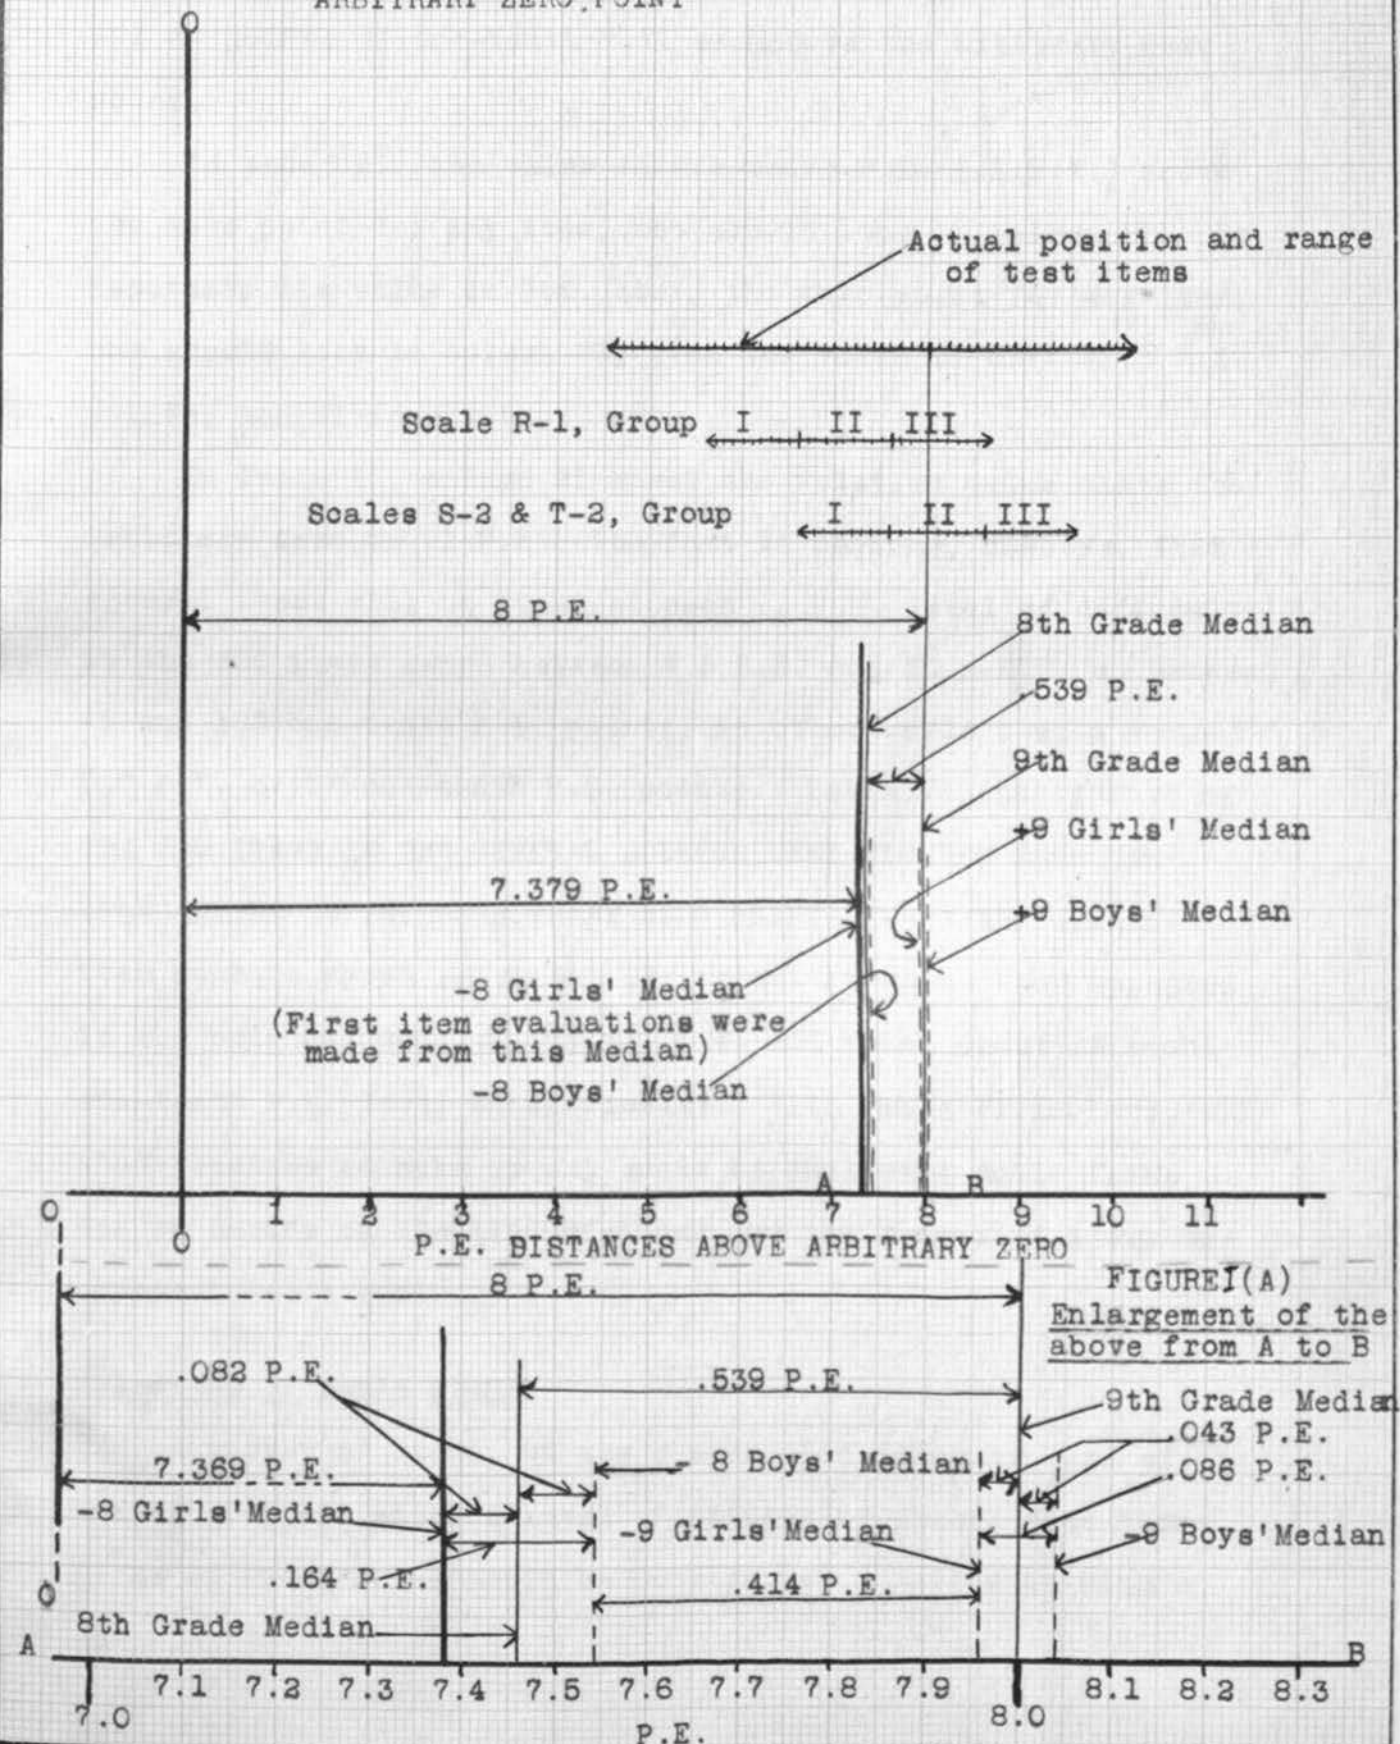 ARBITRARY ZERO POINT
0
Actual position and range
of test items
Scale R-1, Group I II III
Scales S-2 & T-2, Group I II III
8 P.E.
8th Grade Median
.539 P.E.
9th Grade Median
+9 Girls' Median
7.379 P.E.
+9 Boys' Median
-8 Girls' Median
(First item evaluations were
made from this Median)
-8 Boys' Median
A B
0 1 2 3 4 5 6 7 8 9 10 11
0
P.E. DISTANCES ABOVE ARBITRARY ZERO
8 P.E.
FIGURE I(A)
Enlargement of the
above from A to B
.082 P.E.
.539 P.E.
9th Grade Median
.043 P.E.
7.369 P.E.
- 8 Boys' Median
.086 P.E.
-8 Girls'Median
-9 Girls'Median
-9 Boys'Median
.164 P.E.
.414 P.E.
0
8th Grade Median
A B
7.0 7.1 7.2 7.3 7.4 7.5 7.6 7.7 7.8 7.9 8.0 8.1 8.2 8.3
P.E.